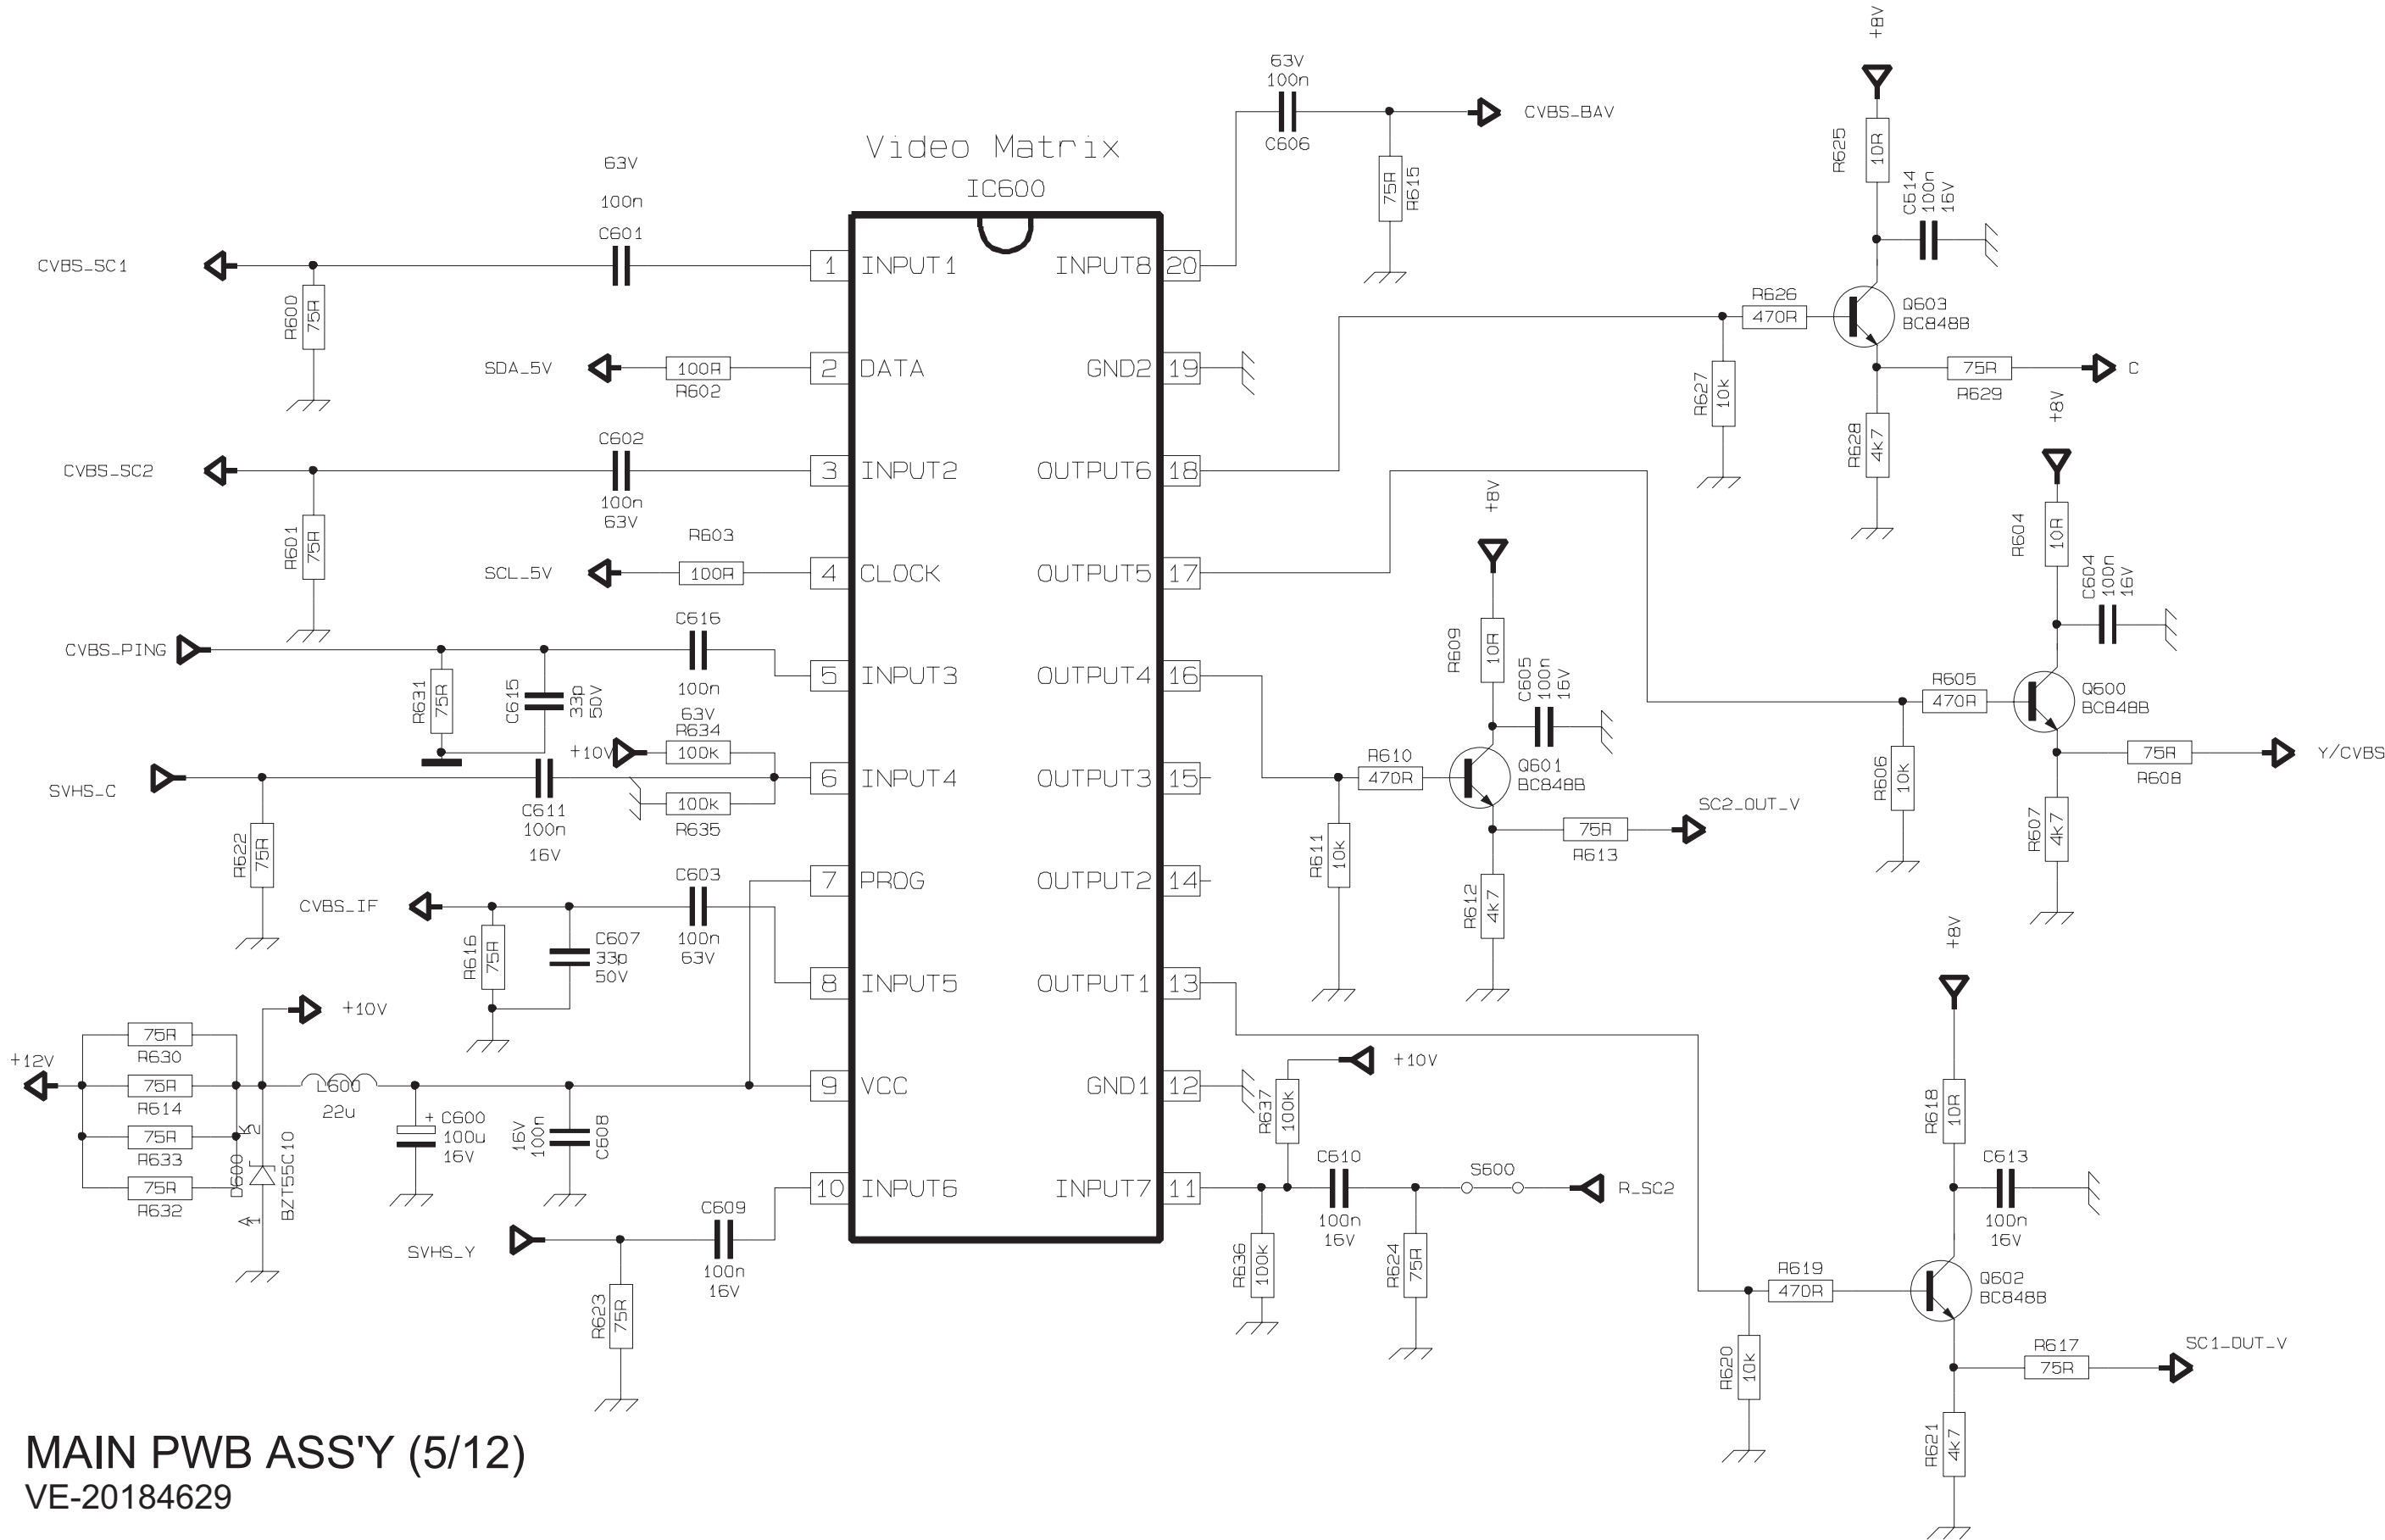 Video Matrix
IC600
1 INPUT1
2 DATA
3 INPUT2
4 CLOCK
5 INPUT3
6 INPUT4
7 PROG
8 INPUT5
9 VCC
10 INPUT6
INPUT8 20
GND2 19
OUTPUT6 18
OUTPUT5 17
OUTPUT4 16
OUTPUT3 15
OUTPUT2 14
OUTPUT1 13
GND1 12
INPUT7 11
CVBS_SC1
R600
75R
63V
100n
C601
SDA_5V
100R
R602
CVBS_SC2
R601
75R
C602
100n
63V
SCL_5V
R603
100R
CVBS_PING
R631
75R
C615
33p
50V
C616
100n
63V
R634
100k
+10V
SVHS_C
R622
75R
C611
100n
16V
100k
R635
CVBS_IF
R616
75R
C607
33p
50V
C603
100n
63V
+10V
+12V
75R
R630
75R
R614
75R
R633
75R
R632
D600
K 2
A 1
BZT55C10
L600
22u
+ C600
100u
16V
16V
100n
C608
SVHS_Y
R623
75R
C609
100n
16V
63V
100n
C606
75R
R615
CVBS_BAV
+8V
R625
10R
C614
100n
16V
R626
470R
Q603
BC848B
R627
10k
R628
4k7
75R
R629
C
+8V
R604
10R
C604
100n
16V
R605
470R
Q600
BC848B
R606
10k
R607
4k7
75R
R608
Y/CVBS
+8V
R609
10R
C605
100n
16V
R610
470R
Q601
BC848B
R611
10k
R612
4k7
75R
R613
SC2_OUT_V
+10V
R637
100k
R636
100k
C610
100n
16V
R624
75R
S600
R_SC2
+8V
R618
10R
C613
100n
16V
R619
470R
Q602
BC848B
R620
10k
R621
4k7
R617
75R
SC1_OUT_V
MAIN PWB ASS'Y (5/12)
VE-20184629